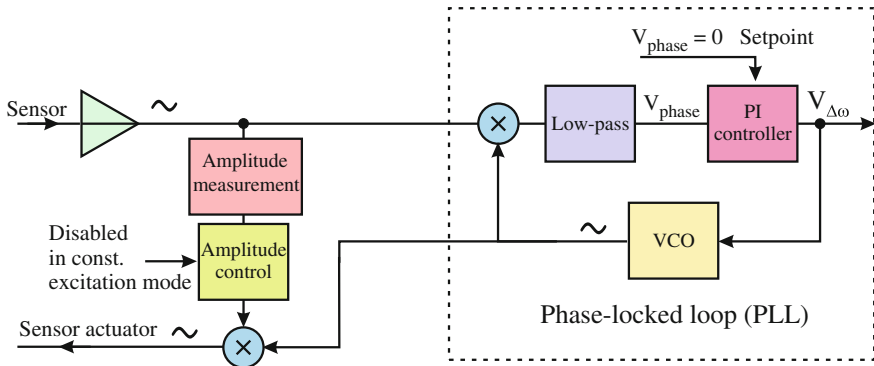 V_phase = 0 Setpoint
Sensor
~
×
Low-pass
V_phase
PI
controller
V_Δω
Amplitude
measurement
Disabled
in const.
excitation mode
Amplitude
control
~
VCO
Sensor actuator
~
×
Phase-locked loop (PLL)